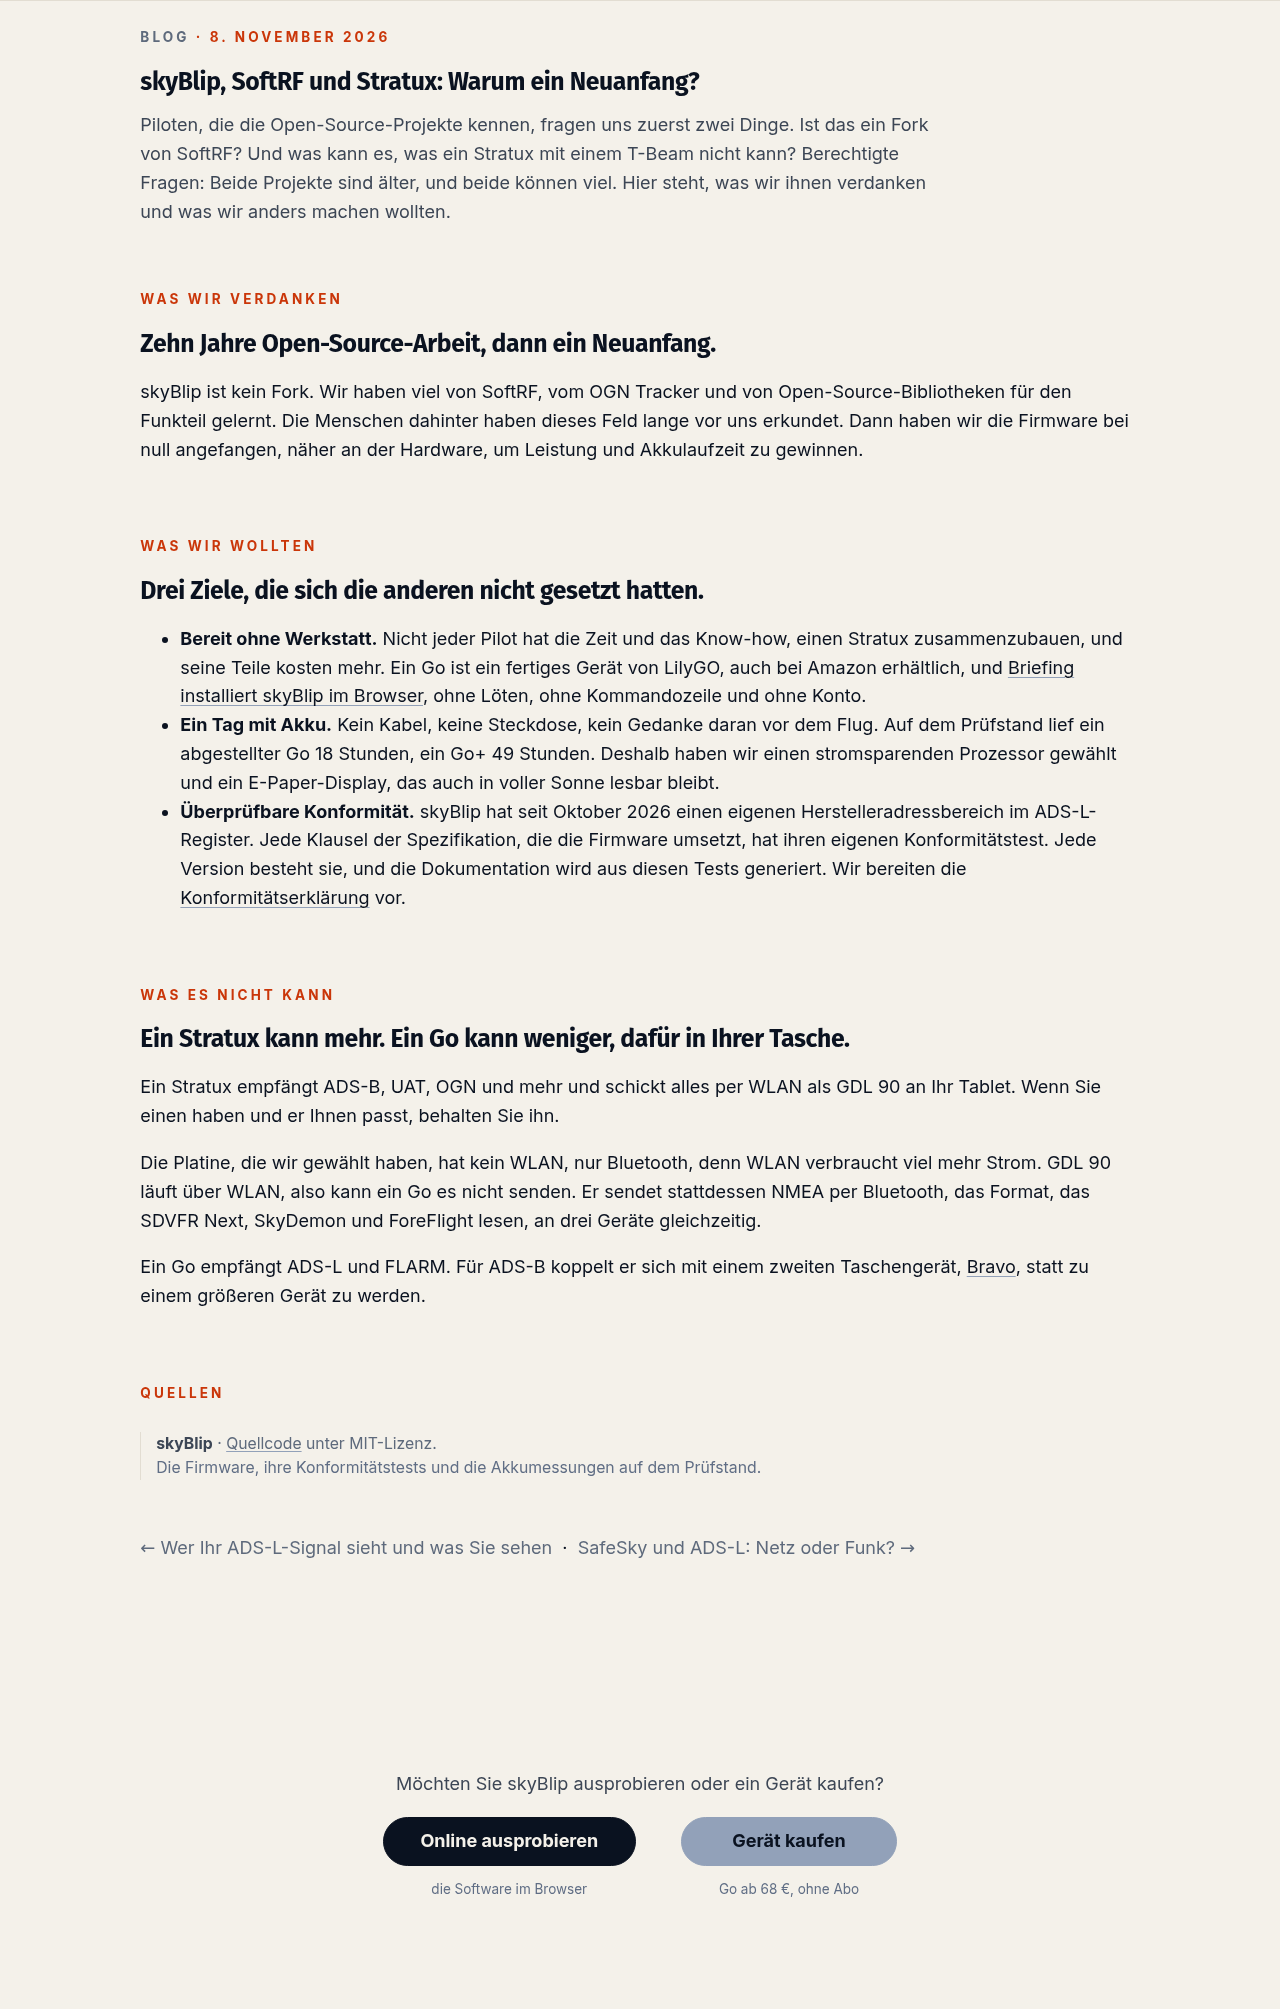 BLOG · 8. NOVEMBER 2026
skyBlip, SoftRF und Stratux: Warum ein Neuanfang?
Piloten, die die Open-Source-Projekte kennen, fragen uns zuerst zwei Dinge. Ist das ein Fork
von SoftRF? Und was kann es, was ein Stratux mit einem T-Beam nicht kann? Berechtigte
Fragen: Beide Projekte sind älter, und beide können viel. Hier steht, was wir ihnen verdanken
und was wir anders machen wollten.
WAS WIR VERDANKEN
Zehn Jahre Open-Source-Arbeit, dann ein Neuanfang.
skyBlip ist kein Fork. Wir haben viel von SoftRF, vom OGN Tracker und von Open-Source-Bibliotheken für den
Funkteil gelernt. Die Menschen dahinter haben dieses Feld lange vor uns erkundet. Dann haben wir die Firmware bei
null angefangen, näher an der Hardware, um Leistung und Akkulaufzeit zu gewinnen.
WAS WIR WOLLTEN
Drei Ziele, die sich die anderen nicht gesetzt hatten.
• Bereit ohne Werkstatt. Nicht jeder Pilot hat die Zeit und das Know-how, einen Stratux zusammenzubauen, und
seine Teile kosten mehr. Ein Go ist ein fertiges Gerät von LilyGO, auch bei Amazon erhältlich, und Briefing
installiert skyBlip im Browser, ohne Löten, ohne Kommandozeile und ohne Konto.
• Ein Tag mit Akku. Kein Kabel, keine Steckdose, kein Gedanke daran vor dem Flug. Auf dem Prüfstand lief ein
abgestellter Go 18 Stunden, ein Go+ 49 Stunden. Deshalb haben wir einen stromsparenden Prozessor gewählt
und ein E-Paper-Display, das auch in voller Sonne lesbar bleibt.
• Überprüfbare Konformität. skyBlip hat seit Oktober 2026 einen eigenen Herstelleradressbereich im ADS-L-
Register. Jede Klausel der Spezifikation, die die Firmware umsetzt, hat ihren eigenen Konformitätstest. Jede
Version besteht sie, und die Dokumentation wird aus diesen Tests generiert. Wir bereiten die
Konformitätserklärung vor.
WAS ES NICHT KANN
Ein Stratux kann mehr. Ein Go kann weniger, dafür in Ihrer Tasche.
Ein Stratux empfängt ADS-B, UAT, OGN und mehr und schickt alles per WLAN als GDL 90 an Ihr Tablet. Wenn Sie
einen haben und er Ihnen passt, behalten Sie ihn.
Die Platine, die wir gewählt haben, hat kein WLAN, nur Bluetooth, denn WLAN verbraucht viel mehr Strom. GDL 90
läuft über WLAN, also kann ein Go es nicht senden. Er sendet stattdessen NMEA per Bluetooth, das Format, das
SDVFR Next, SkyDemon und ForeFlight lesen, an drei Geräte gleichzeitig.
Ein Go empfängt ADS-L und FLARM. Für ADS-B koppelt er sich mit einem zweiten Taschengerät, Bravo, statt zu
einem größeren Gerät zu werden.
QUELLEN
skyBlip · Quellcode unter MIT-Lizenz.
Die Firmware, ihre Konformitätstests und die Akkumessungen auf dem Prüfstand.
← Wer Ihr ADS-L-Signal sieht und was Sie sehen · SafeSky und ADS-L: Netz oder Funk? →
Möchten Sie skyBlip ausprobieren oder ein Gerät kaufen?
Online ausprobieren
Gerät kaufen
die Software im Browser
Go ab 68 €, ohne Abo